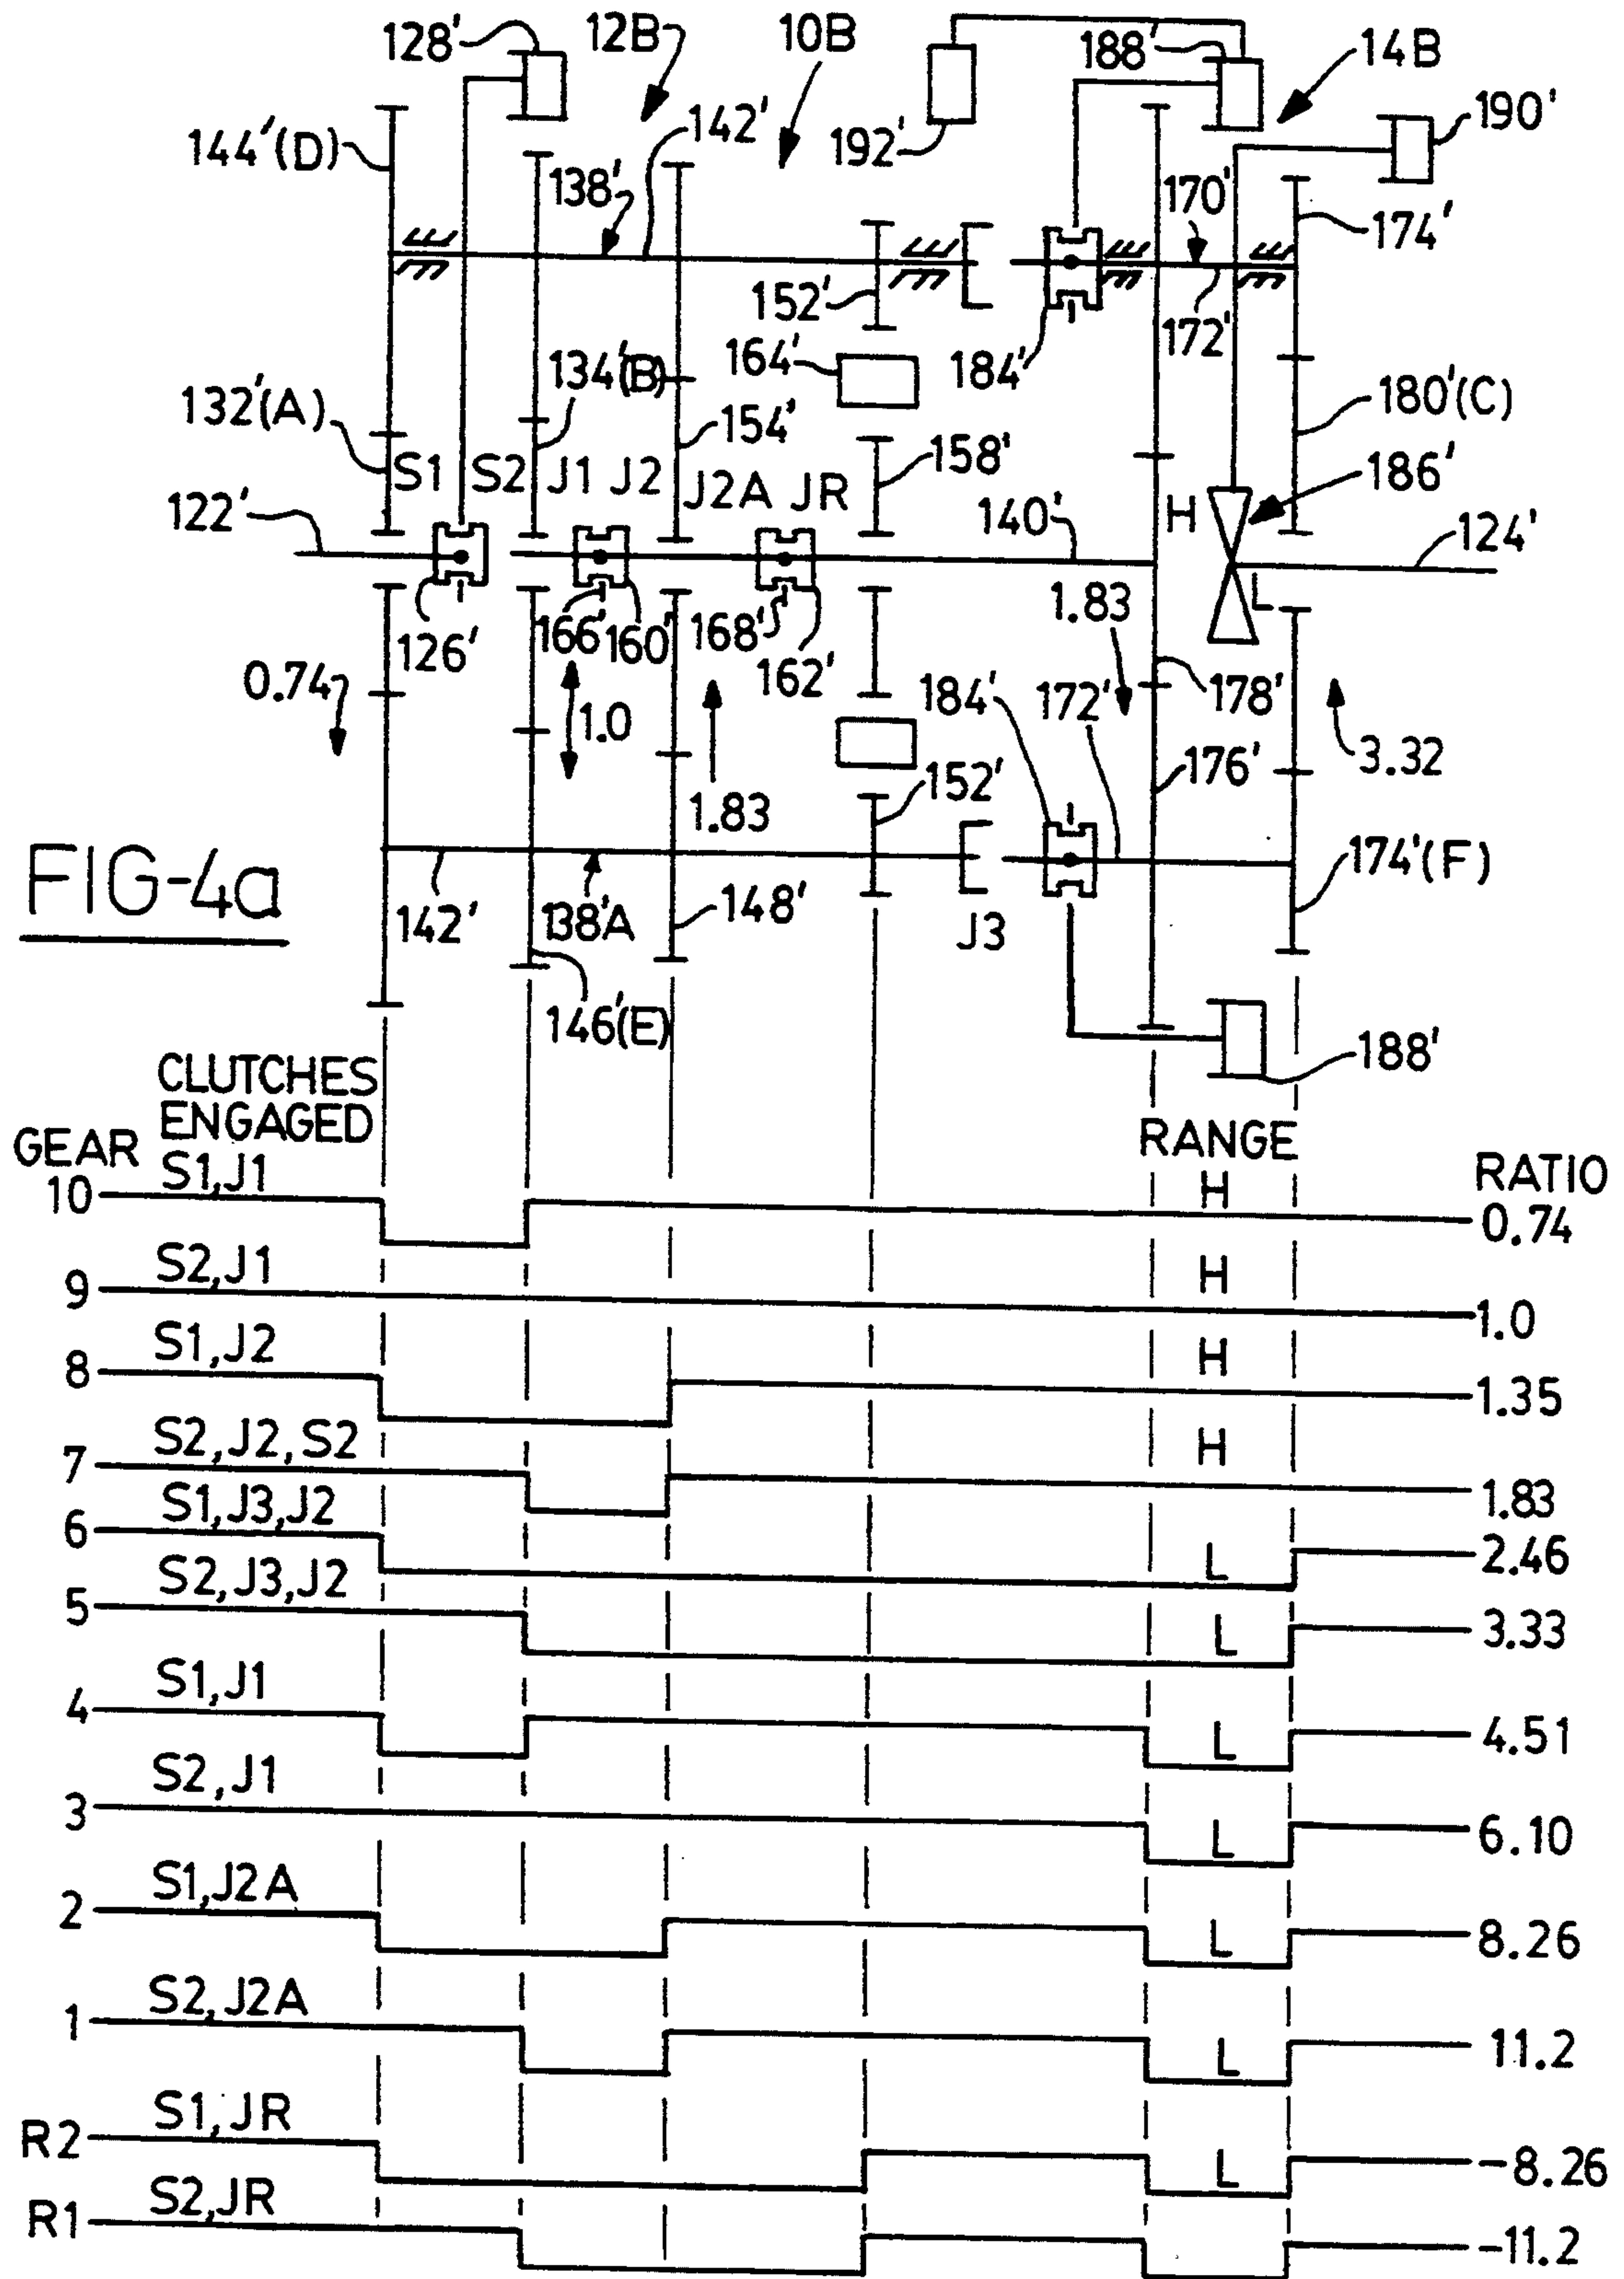 128'
12B
10B
188'
14B
190'
144'(D)
142'
192'
138'
170'
174'
152'
172'
164'
184'
134'(B)
132'(A)
154'
180'(C)
S1 S2 J1 J2 J2A JR
158'
186'
122'
140'
H
124'
L
126'
166'
160'
168'
162'
1.83
0.74
1.0
184'
172'
178'
1.83
176'
3.32
152'
FIG-4a
142'
138'A
148'
J3
174'(F)
146'(E)
188'
CLUTCHES
ENGAGED
GEAR
RANGE
RATIO
10 S1,J1 H 0.74
9 S2,J1 H 1.0
8 S1,J2 H 1.35
7 S2,J2,S2 H 1.83
6 S1,J3,J2 L 2.46
5 S2,J3,J2 L 3.33
4 S1,J1 L 4.51
3 S2,J1 L 6.10
2 S1,J2A L 8.26
1 S2,J2A L 11.2
R2 S1,JR L -8.26
R1 S2,JR -11.2